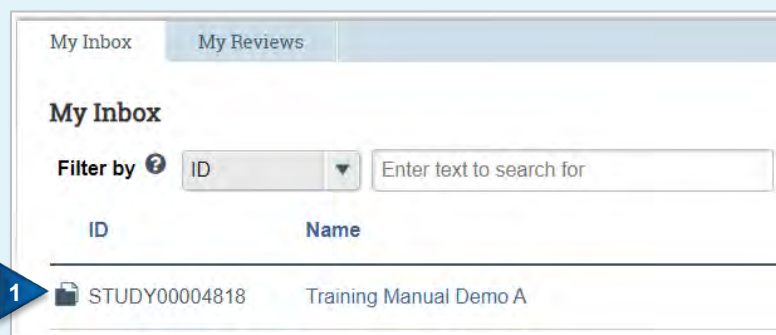 My Inbox My Reviews
My Inbox
Filter by ? ID Enter text to search for
ID Name
1 STUDY00004818 Training Manual Demo A